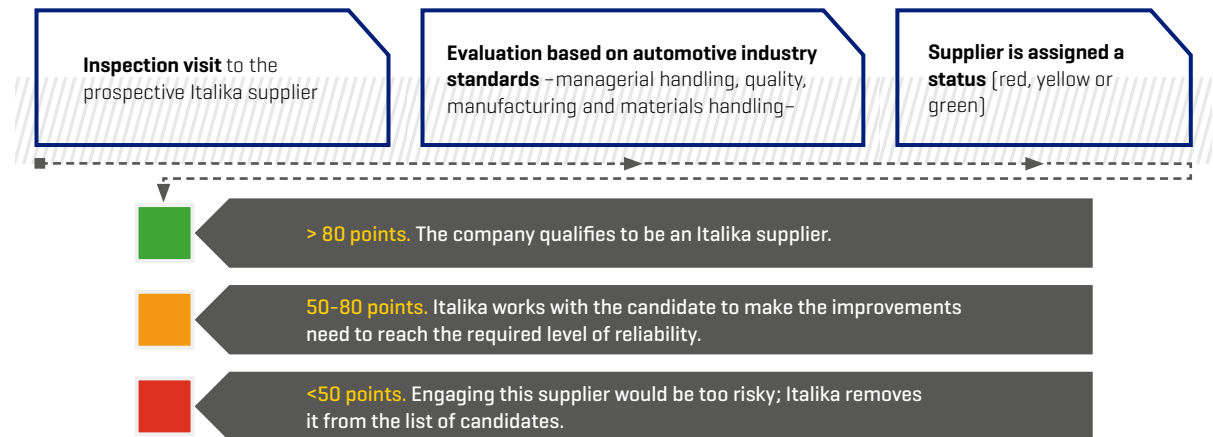 Inspection visit to the
prospective Italika supplier
Evaluation based on automotive industry
standards –managerial handling, quality,
manufacturing and materials handling–
Supplier is assigned a
status (red, yellow or
green)
> 80 points. The company qualifies to be an Italika supplier.
50-80 points. Italika works with the candidate to make the improvements
need to reach the required level of reliability.
<50 points. Engaging this supplier would be too risky; Italika removes
it from the list of candidates.